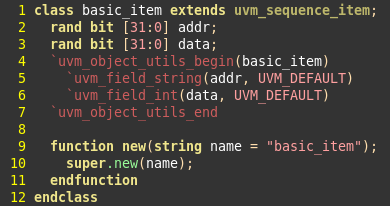 1 class basic_item extends uvm_sequence_item;
2   rand bit [31:0] addr;
3   rand bit [31:0] data;
4   `uvm_object_utils_begin(basic_item)
5     `uvm_field_string(addr, UVM_DEFAULT)
6     `uvm_field_int(data, UVM_DEFAULT)
7   `uvm_object_utils_end
8
9   function new(string name = "basic_item");
10     super.new(name);
11   endfunction
12 endclass